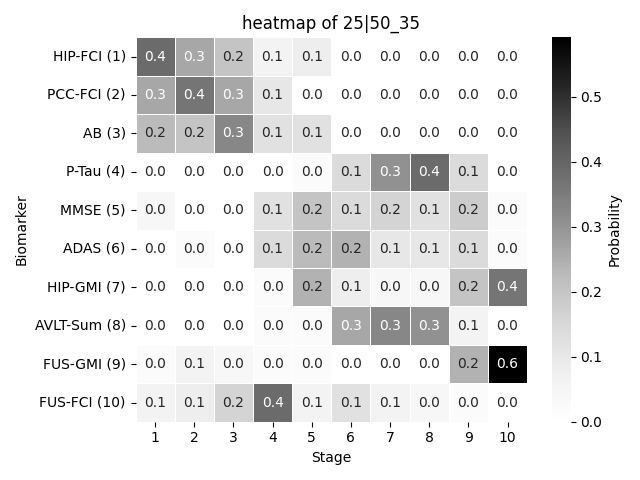 heatmap of 25|50_35
HIP-FCI (1) 0.4 0.3 0.2 0.1 0.1 0.0 0.0 0.0 0.0 0.0
PCC-FCI (2) 0.3 0.4 0.3 0.1 0.0 0.0 0.0 0.0 0.0 0.0
AB (3) 0.2 0.2 0.3 0.1 0.1 0.0 0.0 0.0 0.0 0.0
P-Tau (4) 0.0 0.0 0.0 0.0 0.0 0.1 0.3 0.4 0.1 0.0
MMSE (5) 0.0 0.0 0.0 0.1 0.2 0.1 0.2 0.1 0.2 0.0
ADAS (6) 0.0 0.0 0.0 0.1 0.2 0.2 0.1 0.1 0.1 0.0
HIP-GMI (7) 0.0 0.0 0.0 0.0 0.2 0.1 0.0 0.0 0.2 0.4
AVLT-Sum (8) 0.0 0.0 0.0 0.0 0.0 0.3 0.3 0.3 0.1 0.0
FUS-GMI (9) 0.0 0.1 0.0 0.0 0.0 0.0 0.0 0.0 0.2 0.6
FUS-FCI (10) 0.1 0.1 0.2 0.4 0.1 0.1 0.1 0.0 0.0 0.0
1 2 3 4 5 6 7 8 9 10
Stage
Biomarker
0.5
0.4
0.3
0.2
0.1
0.0
Probability